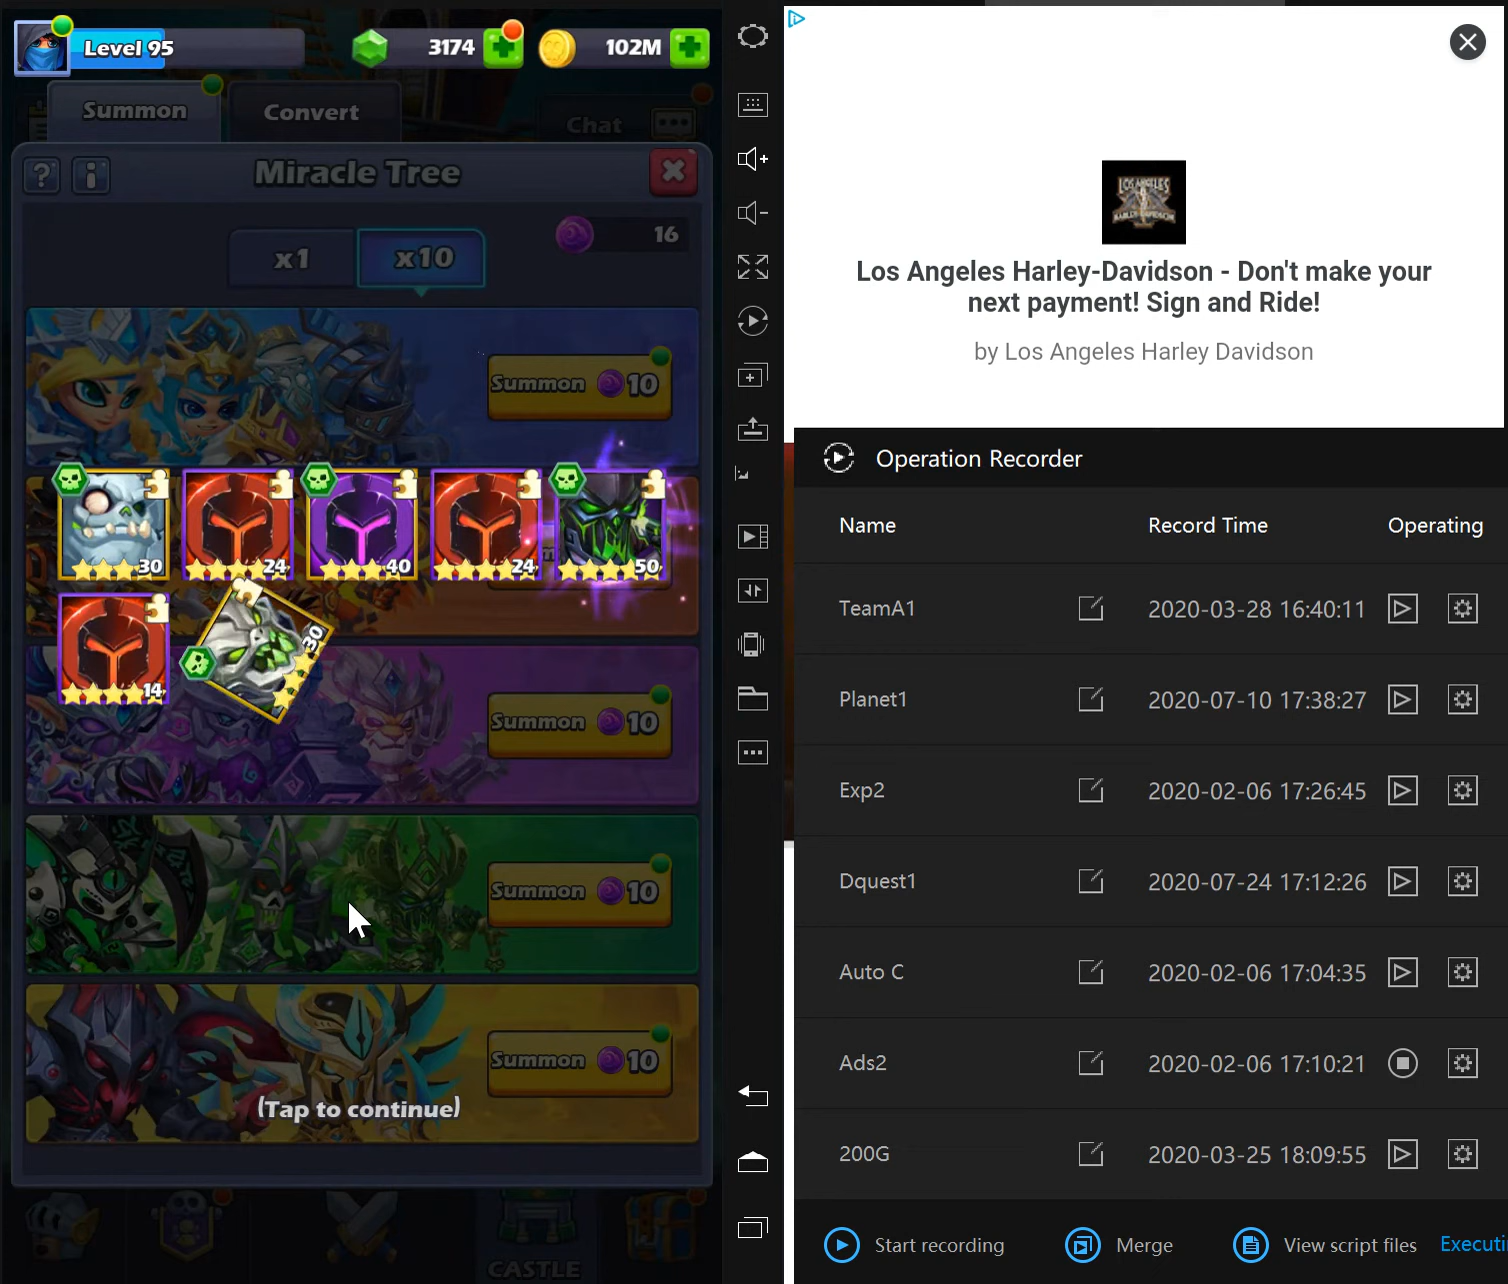 Level 95
3174
102M
Summon
Convert
Chat
?
i
Miracle Tree
x1
x10
16
Summon 10
30
24
40
24
50
14
30
Summon 10
Summon 10
Summon 10
(Tap to continue)
CASTLE
LOS ANGELES
HARLEY-DAVIDSON
Los Angeles Harley-Davidson - Don't make your
next payment! Sign and Ride!
by Los Angeles Harley Davidson
Operation Recorder
Name Record Time Operating
TeamA1 2020-03-28 16:40:11
Planet1 2020-07-10 17:38:27
Exp2 2020-02-06 17:26:45
Dquest1 2020-07-24 17:12:26
Auto C 2020-02-06 17:04:35
Ads2 2020-02-06 17:10:21
200G 2020-03-25 18:09:55
Start recording Merge View script files Executi